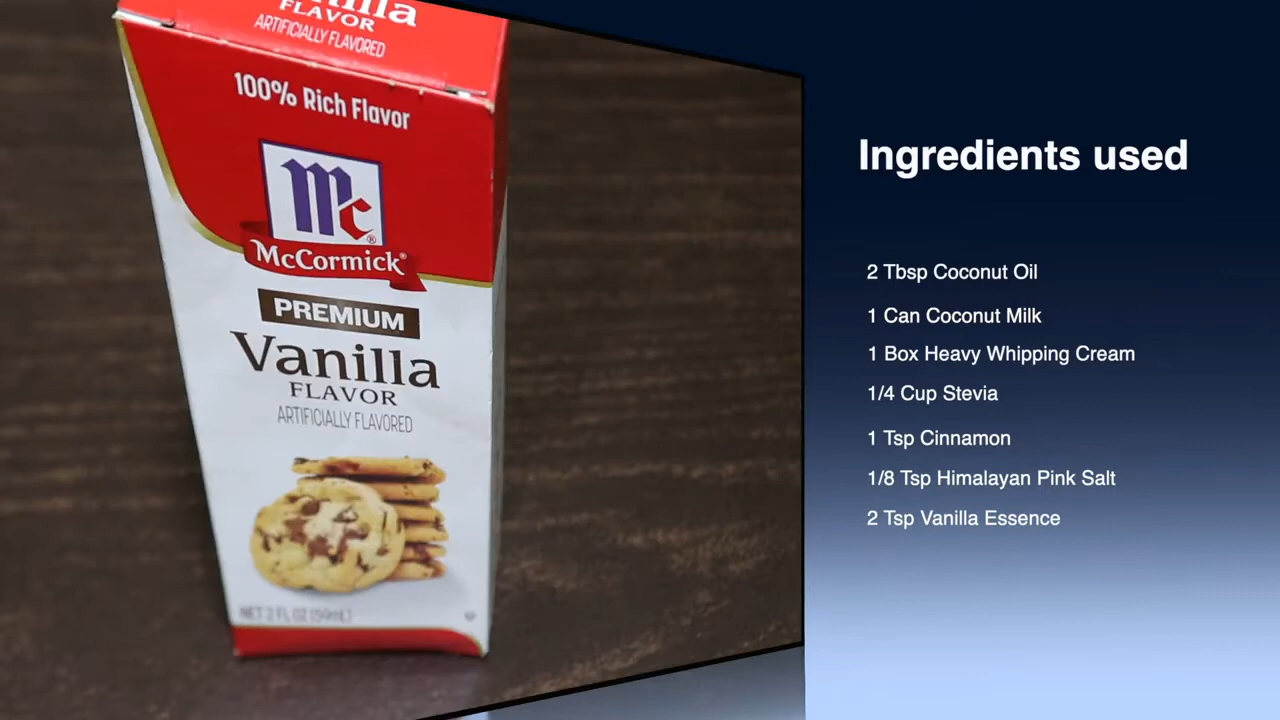 Vanilla
FLAVOR
ARTIFICIALLY FLAVORED
100% Rich Flavor
Mc
McCormick®
PREMIUM
Vanilla
FLAVOR
ARTIFICIALLY FLAVORED
NET 2 FL OZ (59mL)
Ingredients used
2 Tbsp Coconut Oil
1 Can Coconut Milk
1 Box Heavy Whipping Cream
1/4 Cup Stevia
1 Tsp Cinnamon
1/8 Tsp Himalayan Pink Salt
2 Tsp Vanilla Essence